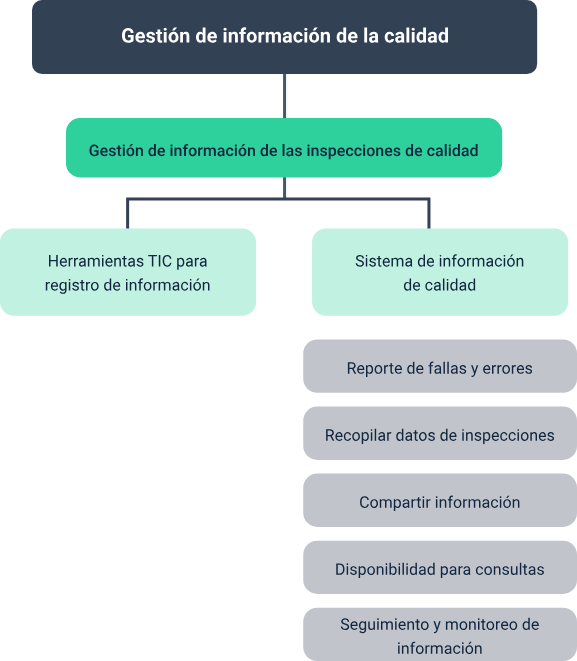 Gestión de información de la calidad
Gestión de información de las inspecciones de calidad
Herramientas TIC para
registro de información
Sistema de información
de calidad
Reporte de fallas y errores
Recopilar datos de inspecciones
Compartir información
Disponibilidad para consultas
Seguimiento y monitoreo de
información